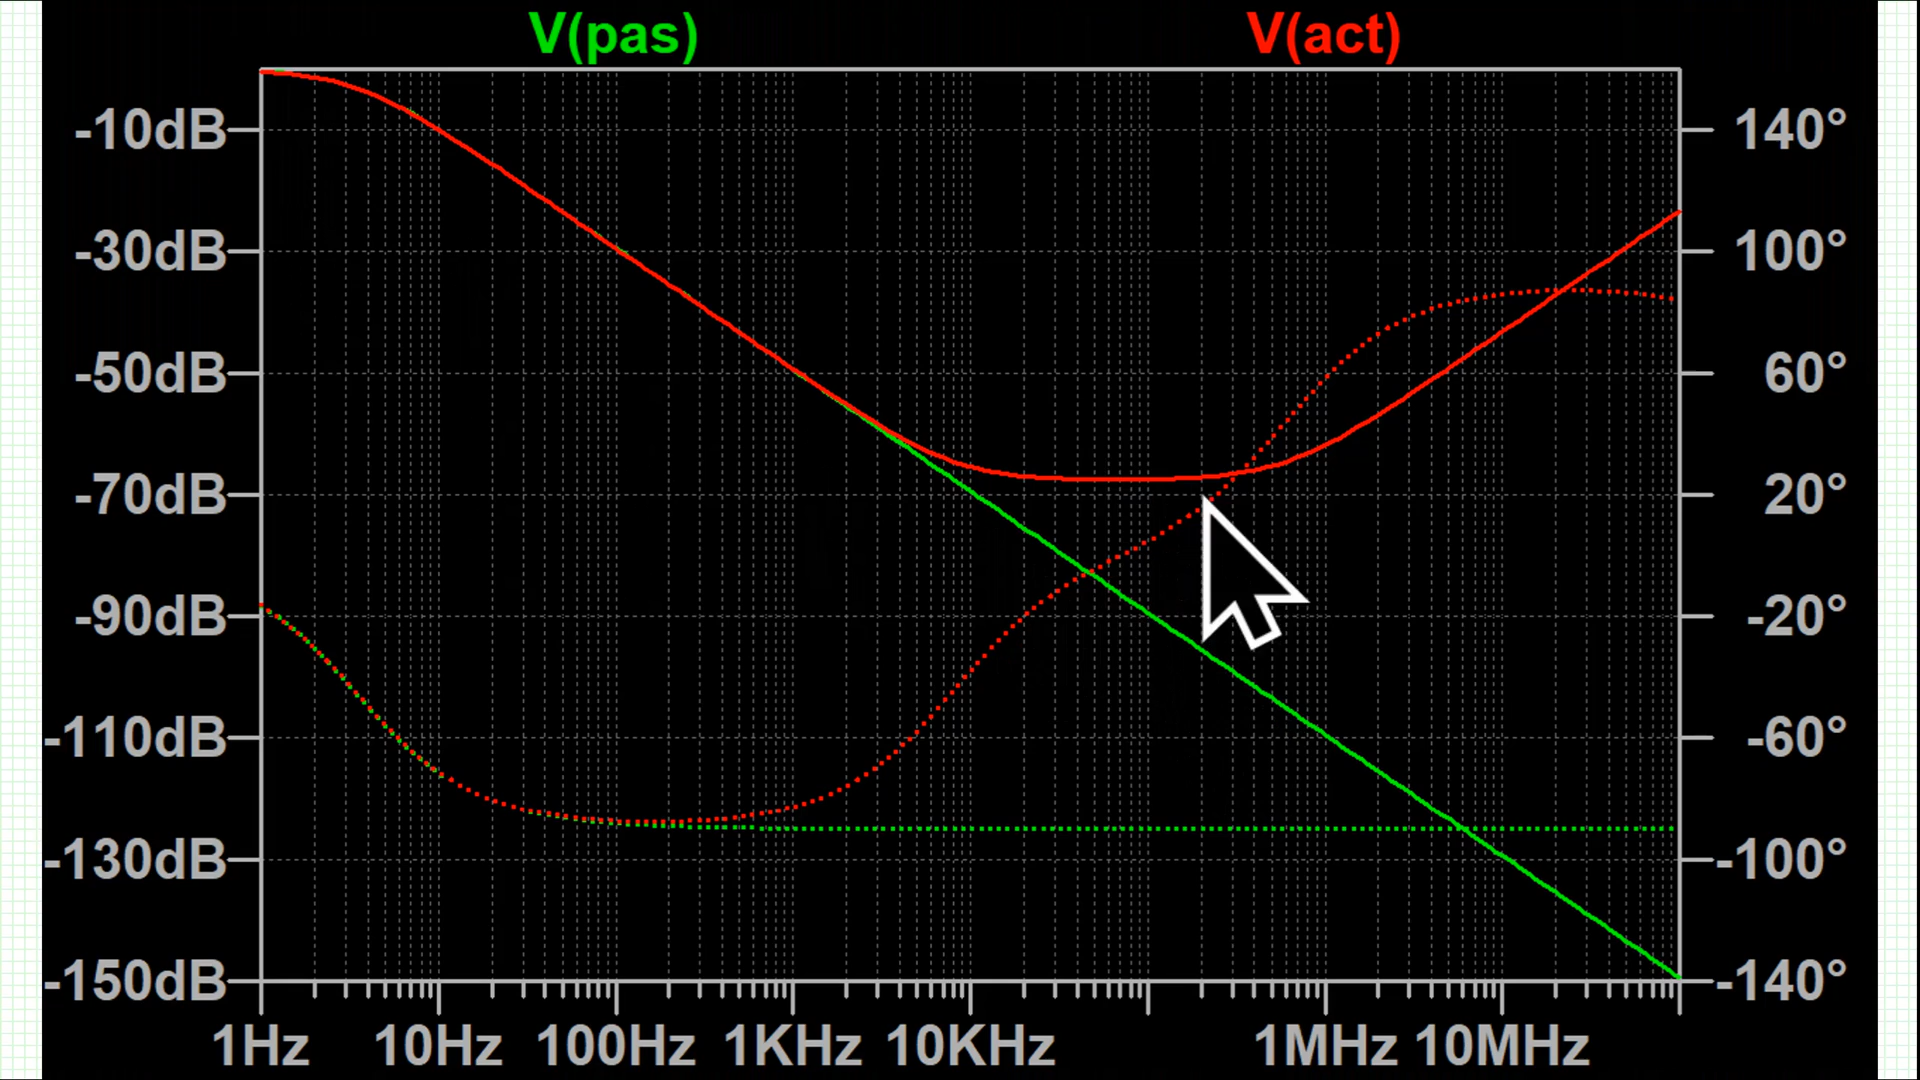 V(pas) V(act)
-10dB 140°
-30dB 100°
-50dB 60°
-70dB 20°
-90dB -20°
-110dB -60°
-130dB -100°
-150dB -140°
1Hz 10Hz 100Hz 1KHz 10KHz 1MHz 10MHz